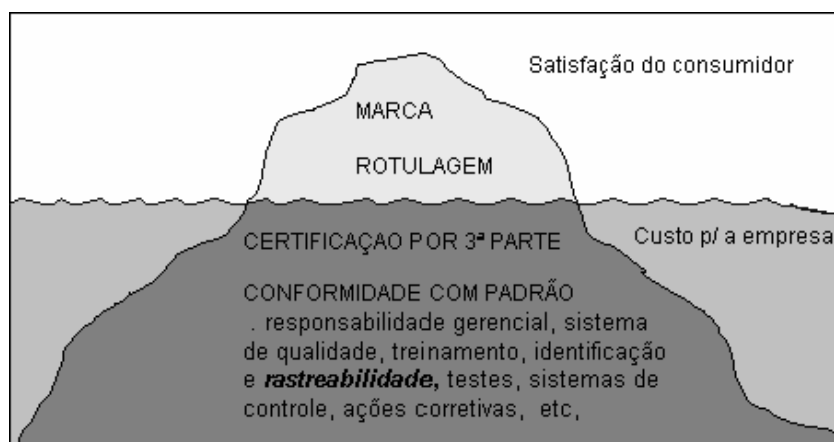 Satisfação do consumidor
MARCA
ROTULAGEM
CERTIFICAÇAO POR 3ª PARTE
Custo p/ a empresa
CONFORMIDADE COM PADRÃO
. responsabilidade gerencial, sistema
de qualidade, treinamento, identificação
e rastreabilidade, testes, sistemas de
controle, ações corretivas, etc,